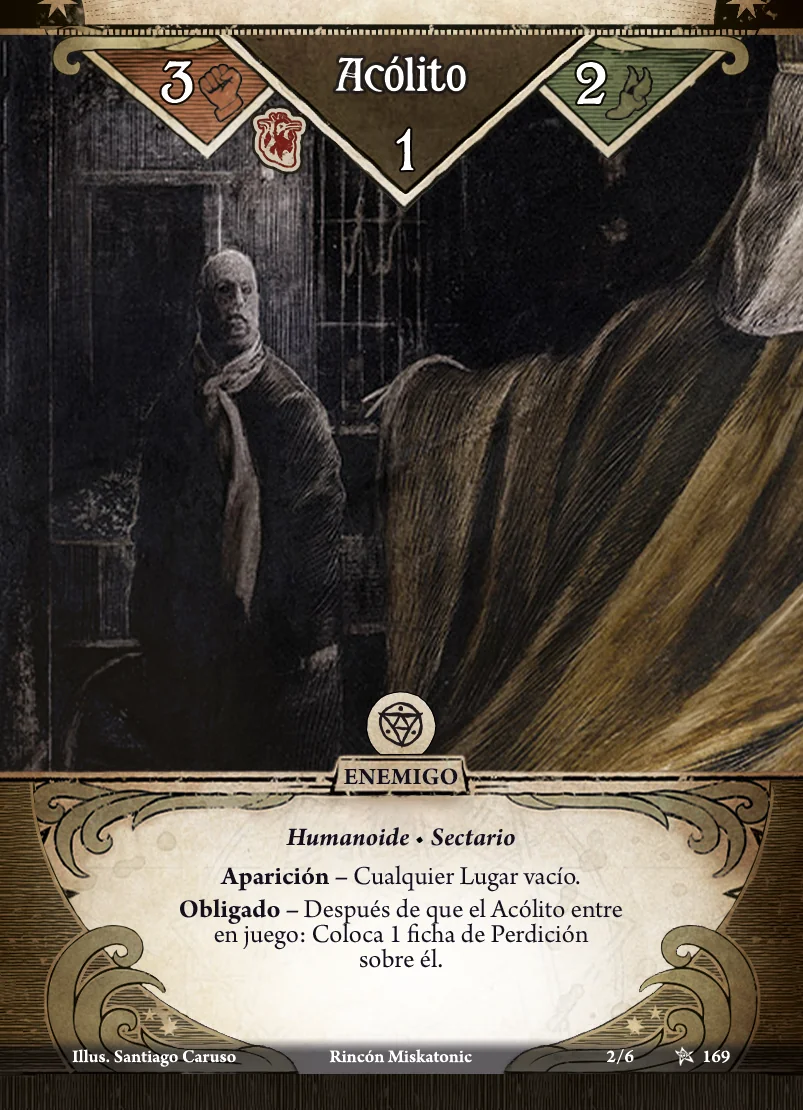 Acólito
3
2
1
ENEMIGO
Humanoide • Sectario
Aparición – Cualquier Lugar vacío.
Obligado – Después de que el Acólito entre
en juego: Coloca 1 ficha de Perdición
sobre él.
Illus. Santiago Caruso Rincón Miskatonic 2/6 169